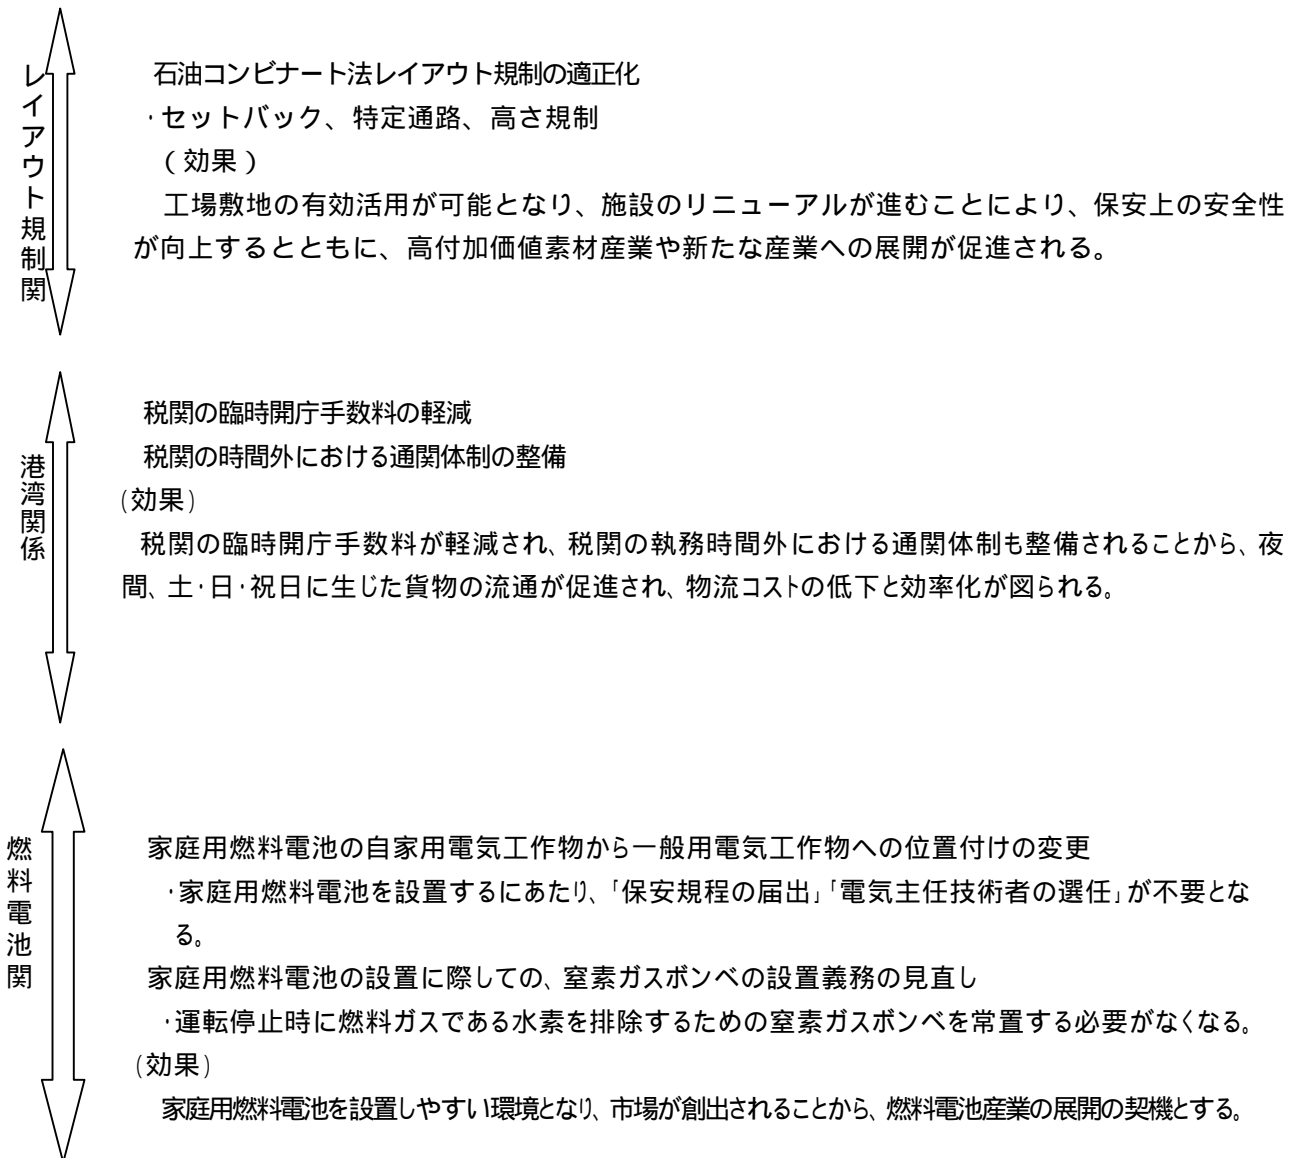 レイアウト規制関
石油コンビナート法レイアウト規制の適正化
・セットバック、特定通路、高さ規制
（効果）
工場敷地の有効活用が可能となり、施設のリニューアルが進むことにより、保安上の安全性
が向上するとともに、高付加価値素材産業や新たな産業への展開が促進される。
港湾関係
税関の臨時開庁手数料の軽減
税関の時間外における通関体制の整備
(効果)
税関の臨時開庁手数料が軽減され、税関の執務時間外における通関体制も整備されることから、夜
間、土・日・祝日に生じた貨物の流通が促進され、物流コストの低下と効率化が図られる。
燃料電池関
家庭用燃料電池の自家用電気工作物から一般用電気工作物への位置付けの変更
・家庭用燃料電池を設置するにあたり、「保安規程の届出」「電気主任技術者の選任」が不要とな
る。
家庭用燃料電池の設置に際しての、窒素ガスボンベの設置義務の見直し
・運転停止時に燃料ガスである水素を排除するための窒素ガスボンベを常置する必要がなくなる。
(効果)
家庭用燃料電池を設置しやすい環境となり、市場が創出されることから、燃料電池産業の展開の契機とする。